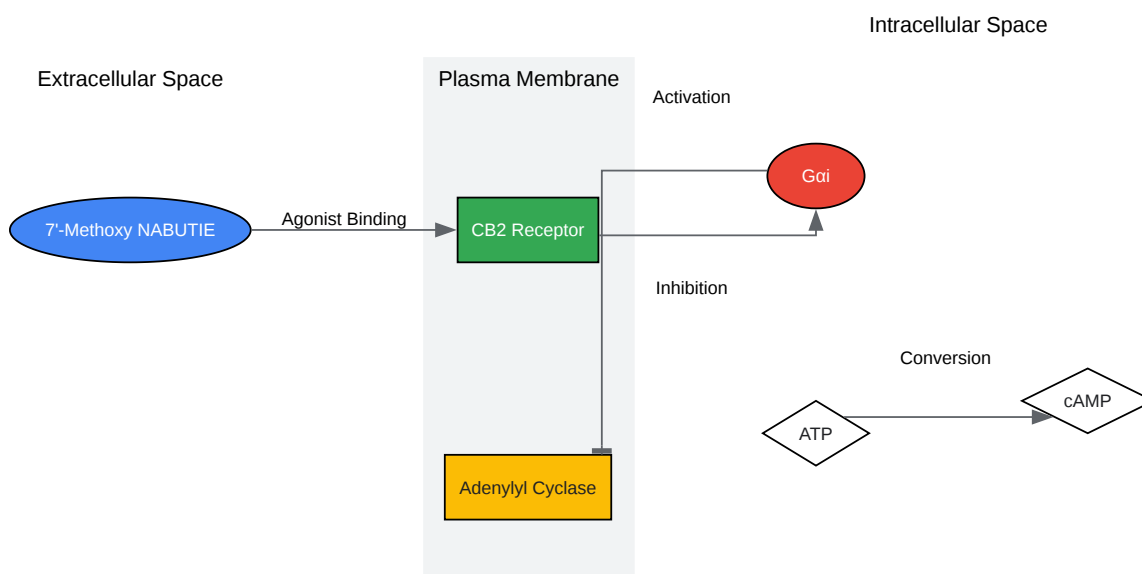 Intracellular Space
Extracellular Space
Plasma Membrane
Activation
Gαi
7'-Methoxy NABUTIE
Agonist Binding
CB2 Receptor
Inhibition
Conversion
cAMP
ATP
Adenylyl Cyclase